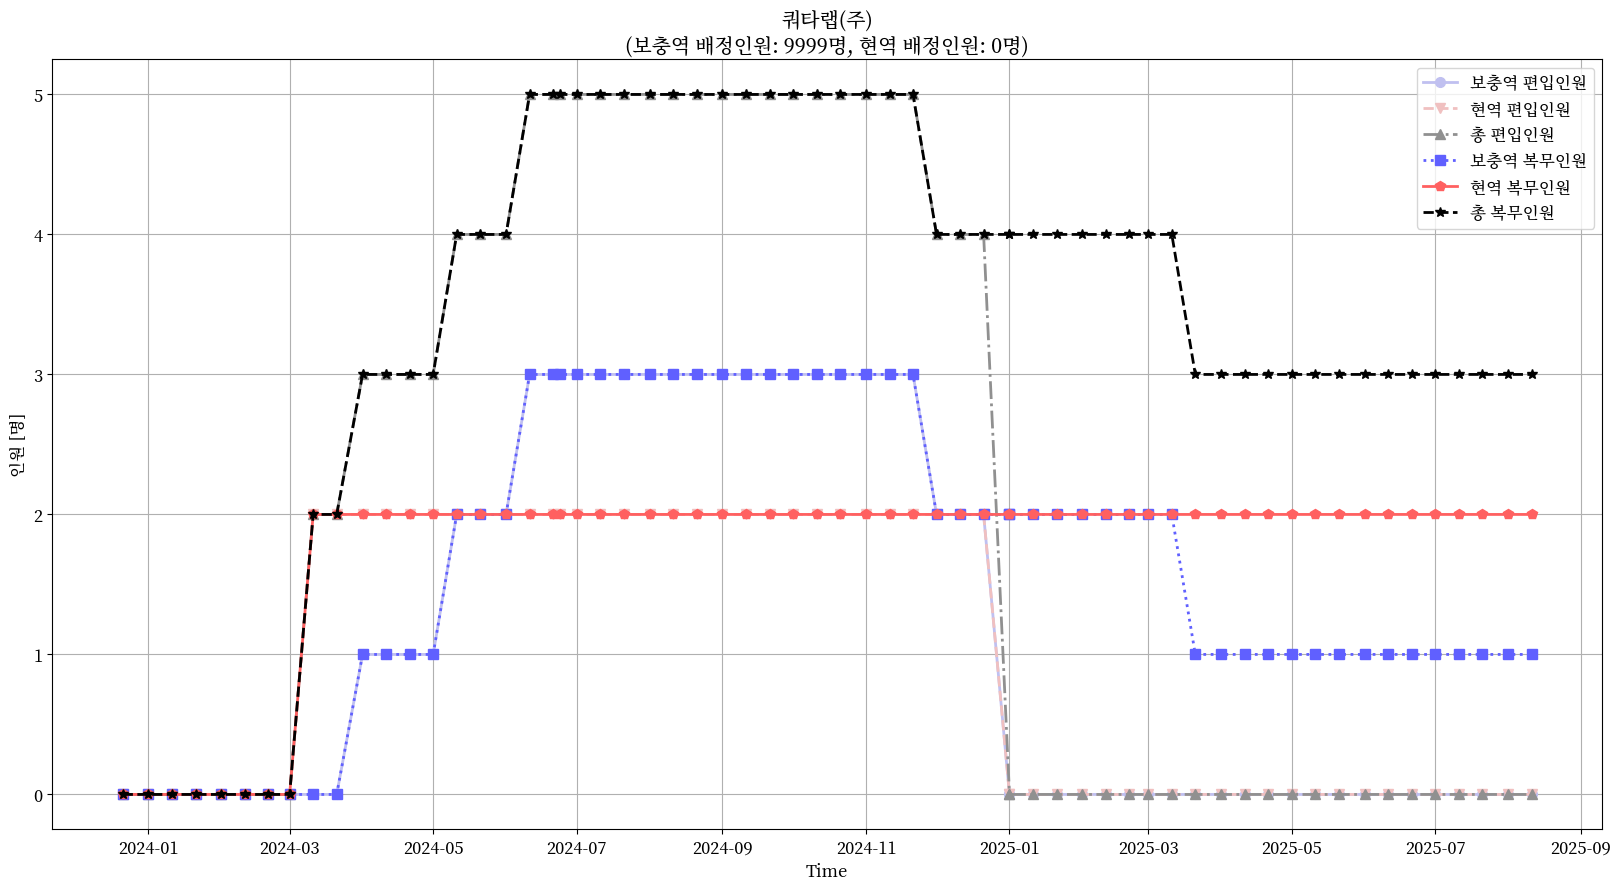 쿼타랩(주)
(보충역 배정인원: 9999명, 현역 배정인원: 0명)
보충역 편입인원
현역 편입인원
총 편입인원
보충역 복무인원
현역 복무인원
총 복무인원
5
4
3
2
1
0
인원 [명]
2024-01 2024-03 2024-05 2024-07 2024-09 2024-11 2025-01 2025-03 2025-05 2025-07 2025-09
Time